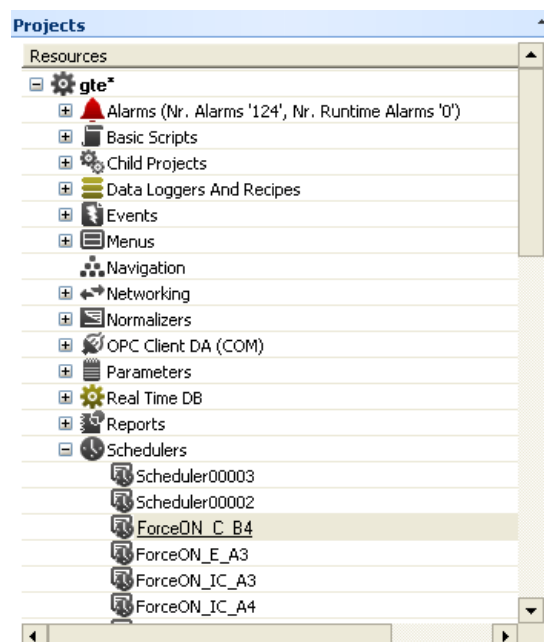 Projects
Resources
gte*
Alarms (Nr. Alarms '124', Nr. Runtime Alarms '0')
Basic Scripts
Child Projects
Data Loggers And Recipes
Events
Menus
Navigation
Networking
Normalizers
OPC Client DA (COM)
Parameters
Real Time DB
Reports
Schedulers
Scheduler00003
Scheduler00002
ForceON_C_B4
ForceON_E_A3
ForceON_IC_A3
ForceON_IC_A4